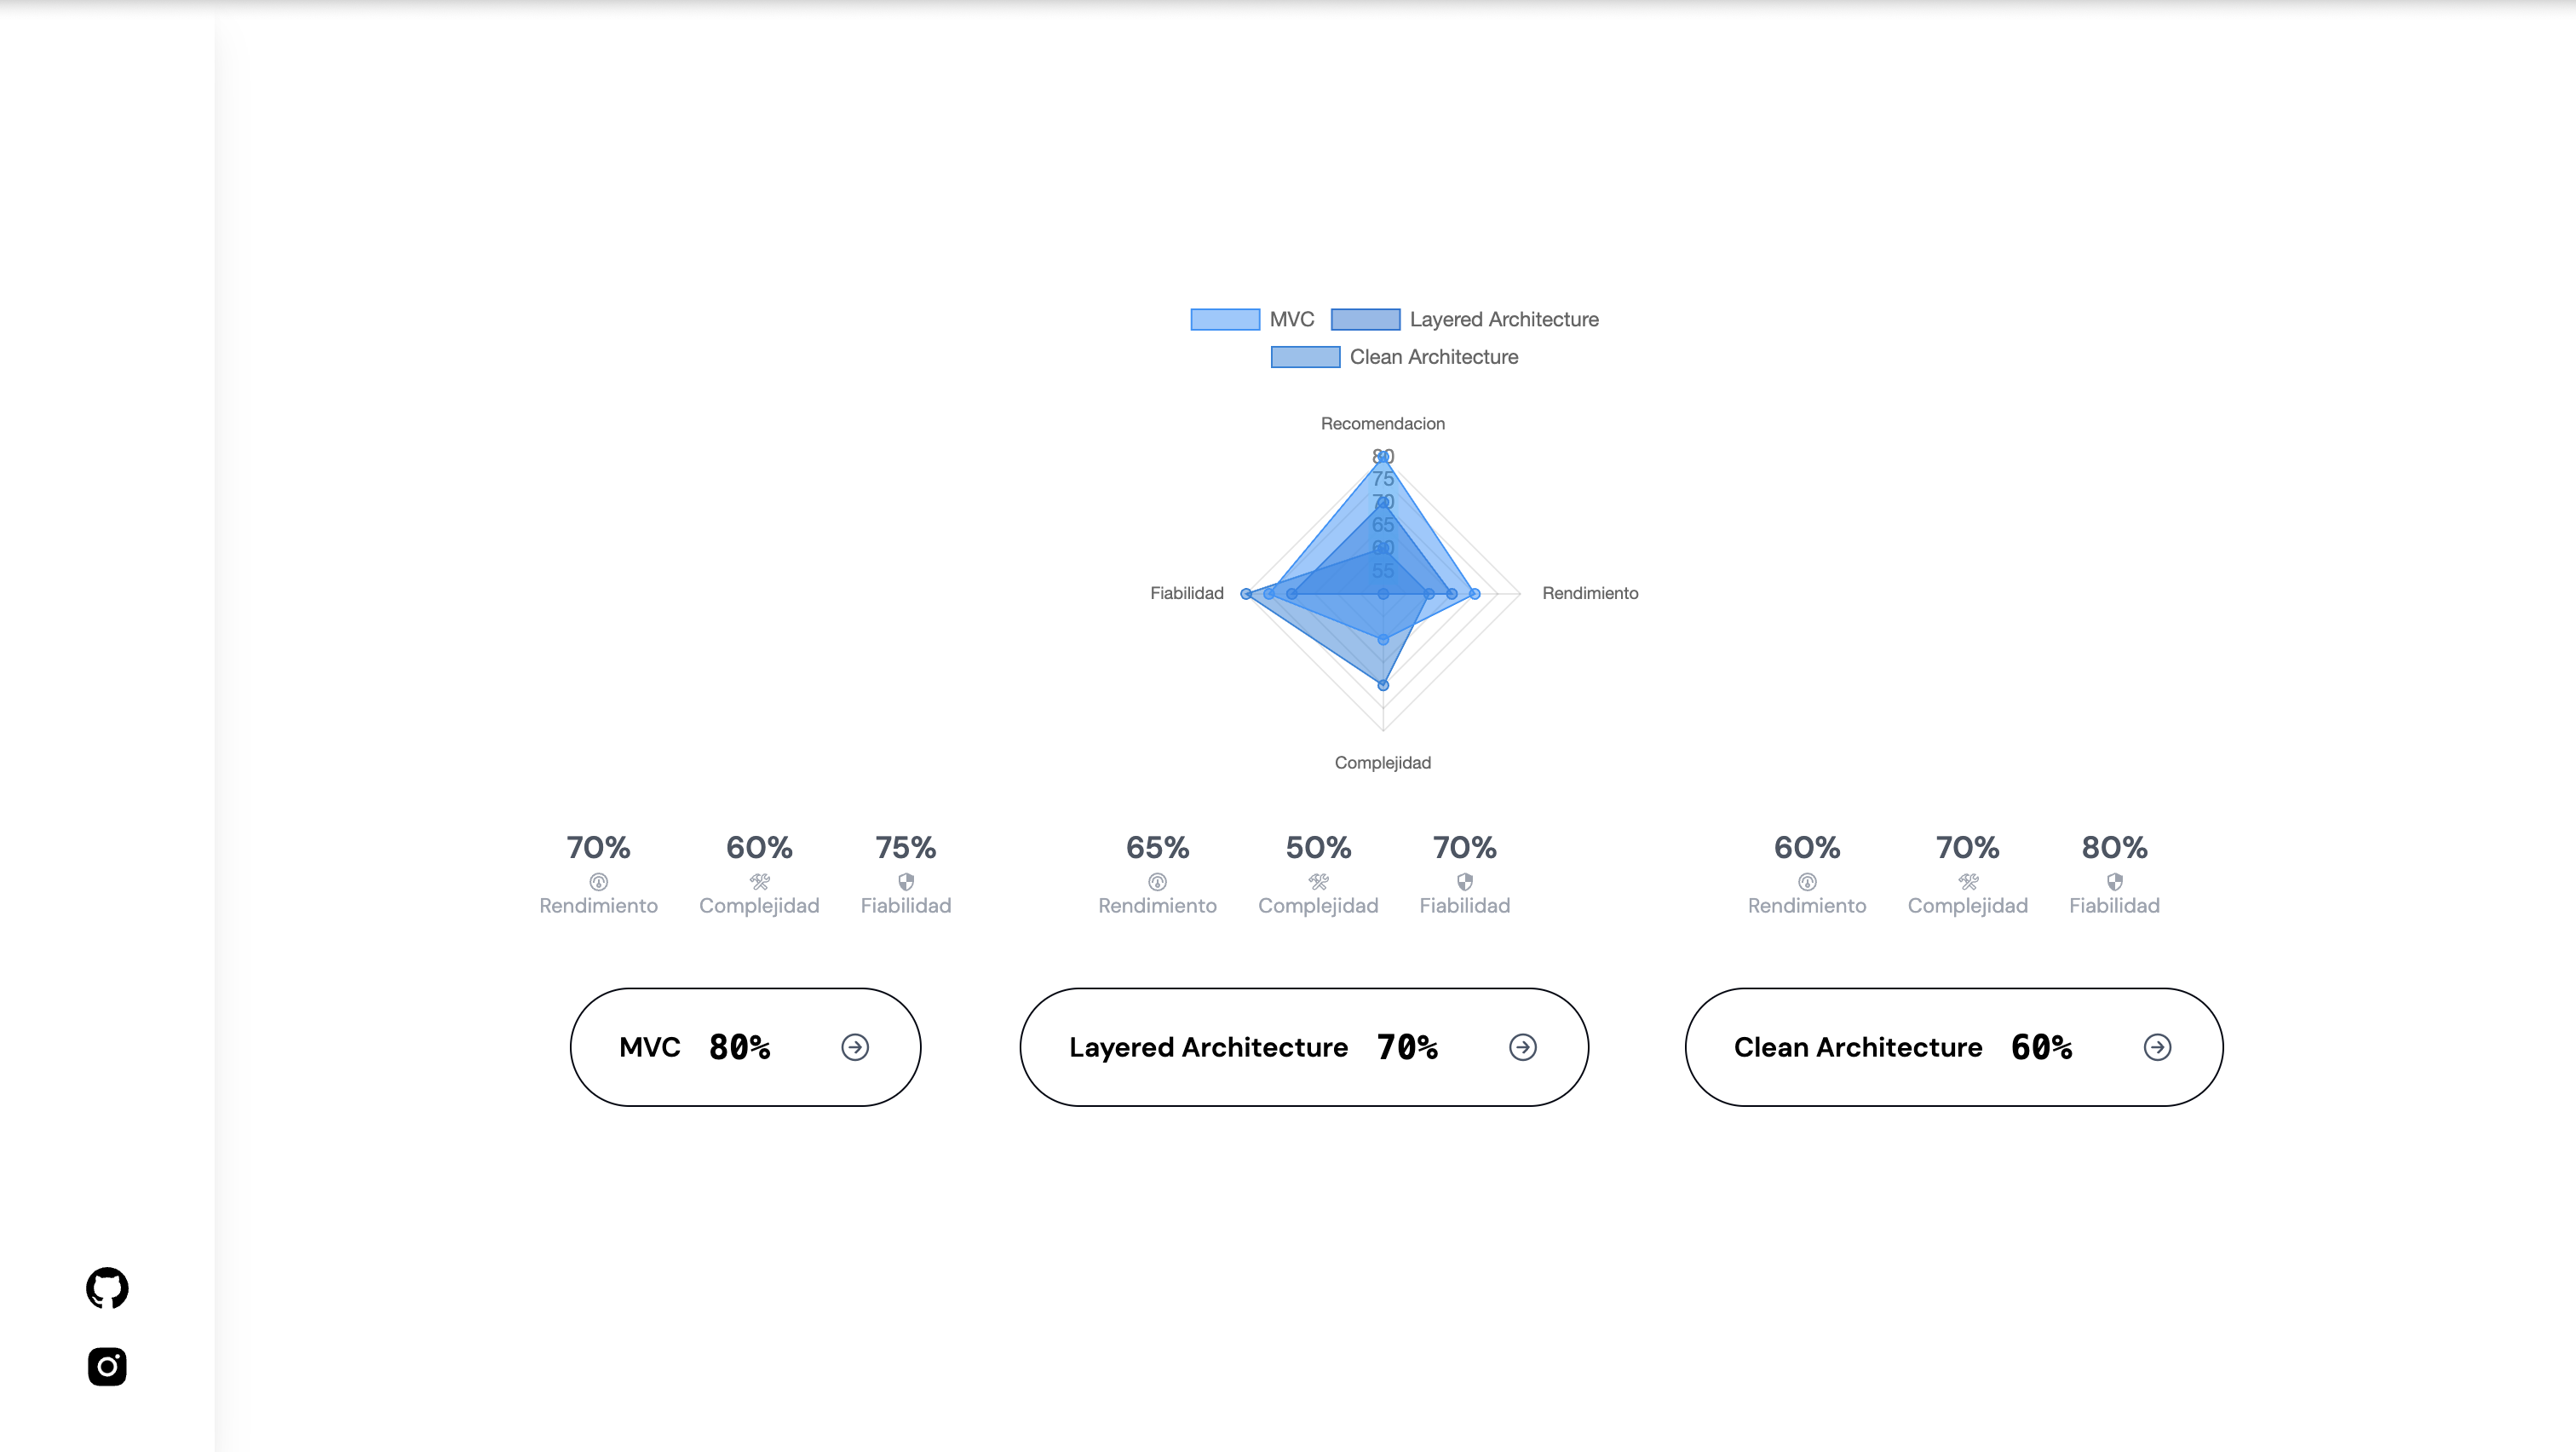 MVC Layered Architecture
Clean Architecture
Recomendacion
80
75
70
65
60
55
Fiabilidad Rendimiento
Complejidad
70% 60% 75% 65% 50% 70% 60% 70% 80%
Rendimiento Complejidad Fiabilidad Rendimiento Complejidad Fiabilidad Rendimiento Complejidad Fiabilidad
MVC 80% Layered Architecture 70% Clean Architecture 60%